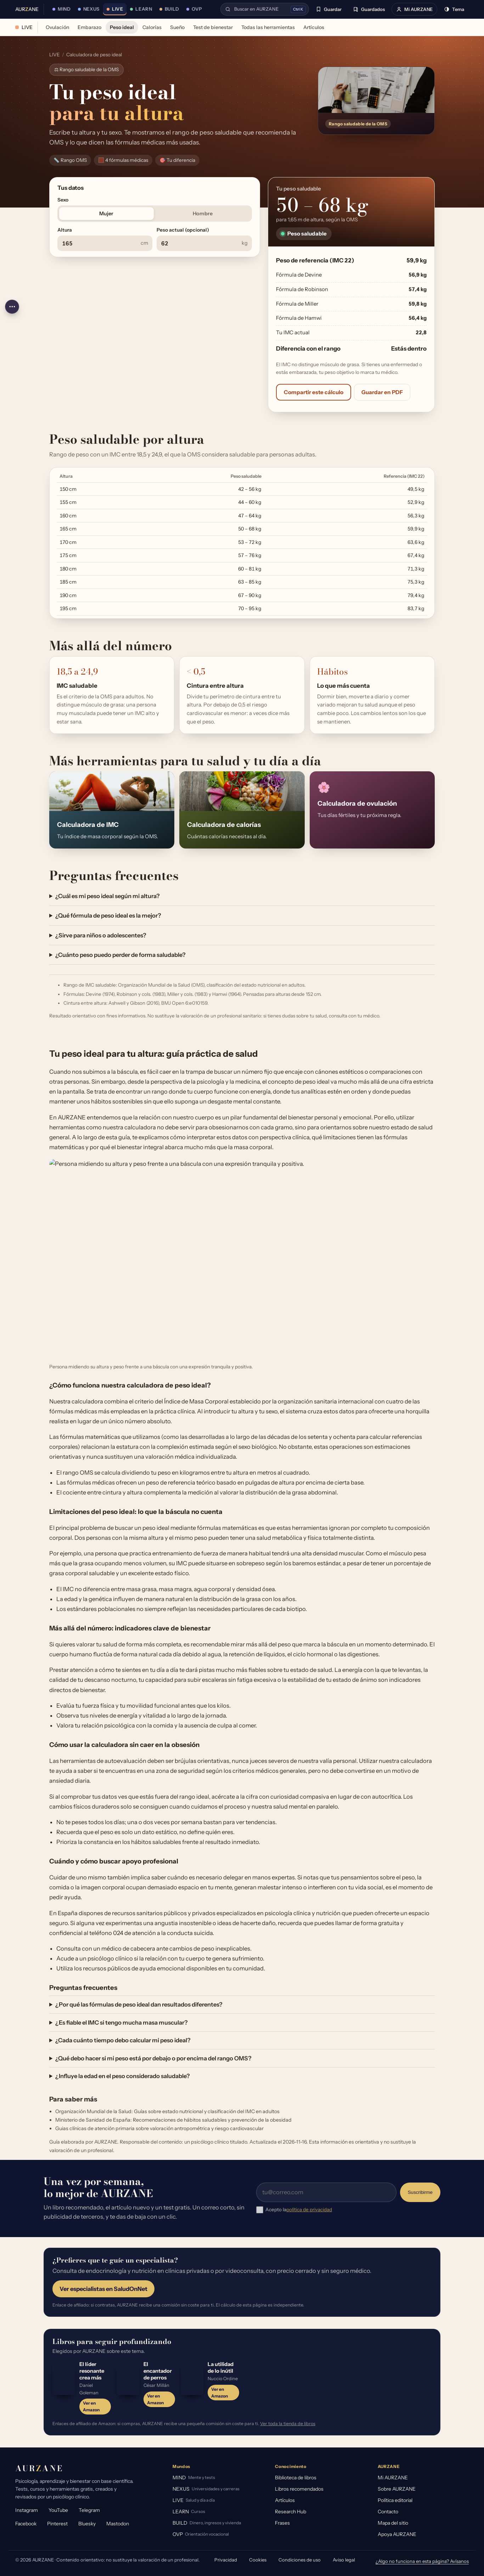 AURZANE
MIND NEXUS LIVE LEARN BUILD OVP
Buscar en AURZANE
Guardar Guardados Mi AURZANE Tema
LIVE Ovulación Embarazo Peso ideal Calorías Sueño Test de bienestar Todas las herramientas Artículos
LIVE / Calculadora de peso ideal
Rango saludable de la OMS
Tu peso ideal
para tu altura
Escribe tu altura y tu sexo. Te mostramos el rango de peso saludable que recomienda la
OMS y lo que dicen las fórmulas médicas más usadas.
Rango OMS 4 fórmulas médicas Tu diferencia
Rango saludable de la OMS
Tus datos
Sexo
Mujer Hombre
Altura Peso actual (opcional)
165 cm 62 kg
Tu peso saludable
50 – 68 kg
para 1,65 m de altura, según la OMS
Peso saludable
Peso de referencia (IMC 22) 59,9 kg
Fórmula de Devine 56,9 kg
Fórmula de Robinson 57,4 kg
Fórmula de Miller 59,8 kg
Fórmula de Hamwi 56,4 kg
Tu IMC actual 22,8
Diferencia con el rango Estás dentro
El IMC no distingue músculo de grasa. Si tienes una enfermedad o
estás embarazada, tu peso objetivo lo marca tu médico.
Compartir este cálculo Guardar en PDF
Peso saludable por altura
Rango de peso con un IMC entre 18,5 y 24,9, el que la OMS considera saludable para personas adultas.
Altura Peso saludable Referencia (IMC 22)
150 cm 42 – 56 kg 49,5 kg
155 cm 44 – 60 kg 52,9 kg
160 cm 47 – 64 kg 56,3 kg
165 cm 50 – 68 kg 59,9 kg
170 cm 53 – 72 kg 63,6 kg
175 cm 57 – 76 kg 67,4 kg
180 cm 60 – 81 kg 71,3 kg
185 cm 63 – 85 kg 75,3 kg
190 cm 67 – 90 kg 79,4 kg
195 cm 70 – 95 kg 83,7 kg
Más allá del número
18,5 a 24,9
IMC saludable
Es el criterio de la OMS para adultos. No
distingue músculo de grasa: una persona
muy musculada puede tener un IMC alto y
estar sana.
< 0,5
Cintura entre altura
Divide tu perímetro de cintura entre tu
altura. Por debajo de 0,5 el riesgo
cardiovascular es menor: a veces dice más
que el peso.
Hábitos
Lo que más cuenta
Dormir bien, moverte a diario y comer
variado mejoran tu salud aunque el peso
cambie poco. Los cambios lentos son los que
se mantienen.
Más herramientas para tu salud y tu día a día
Calculadora de IMC
Tu índice de masa corporal según la OMS.
Calculadora de calorías
Cuántas calorías necesitas al día.
Calculadora de ovulación
Tus días fértiles y tu próxima regla.
Preguntas frecuentes
¿Cuál es mi peso ideal según mi altura?
¿Qué fórmula de peso ideal es la mejor?
¿Sirve para niños o adolescentes?
¿Cuánto peso puedo perder de forma saludable?
Rango de IMC saludable: Organización Mundial de la Salud (OMS), clasificación del estado nutricional en adultos.
Fórmulas: Devine (1974), Robinson y cols. (1983), Miller y cols. (1983) y Hamwi (1964). Pensadas para alturas desde 152 cm.
Cintura entre altura: Ashwell y Gibson (2016), BMJ Open 6:e010159.
Resultado orientativo con fines informativos. No sustituye la valoración de un profesional sanitario: si tienes dudas sobre tu salud, consulta con tu médico.
Tu peso ideal para tu altura: guía práctica de salud
Cuando nos subimos a la báscula, es fácil caer en la trampa de buscar un número fijo que encaje con cánones estéticos o comparaciones con
otras personas. Sin embargo, desde la perspectiva de la psicología y la medicina, el concepto de peso ideal va mucho más allá de una cifra estricta
en la pantalla. Se trata de encontrar ese rango donde tu cuerpo funcione con energía, donde tus analíticas estén en orden y donde puedas
mantener unos hábitos sostenibles sin que ello suponga un desgaste mental constante.
En AURZANE entendemos que la relación con nuestro cuerpo es un pilar fundamental del bienestar personal y emocional. Por ello, utilizar
herramientas como nuestra calculadora no debe servir para obsesionarnos con cada gramo, sino para orientarnos sobre nuestro estado de salud
general. A lo largo de esta guía, te explicamos cómo interpretar estos datos con perspectiva clínica, qué limitaciones tienen las fórmulas
matemáticas y por qué el bienestar integral abarca mucho más que la masa corporal.
Persona midiendo su altura y peso frente a una báscula con una expresión tranquila y positiva.
Persona midiendo su altura y peso frente a una báscula con una expresión tranquila y positiva.
¿Cómo funciona nuestra calculadora de peso ideal?
Nuestra calculadora combina el criterio del Índice de Masa Corporal establecido por la organización sanitaria internacional con cuatro de las
fórmulas médicas más empleadas en la práctica clínica. Al introducir tu altura y sexo, el sistema cruza estos datos para ofrecerte una horquilla
realista en lugar de un único número absoluto.
Las fórmulas matemáticas que utilizamos (como las desarrolladas a lo largo de las décadas de los setenta y ochenta para calcular referencias
corporales) relacionan la estatura con la complexión estimada según el sexo biológico. No obstante, estas operaciones son estimaciones
orientativas y nunca sustituyen una valoración médica individualizada.
El rango OMS se calcula dividiendo tu peso en kilogramos entre tu altura en metros al cuadrado.
Las fórmulas médicas ofrecen un peso de referencia teórico basado en pulgadas de altura por encima de cierta base.
El cociente entre cintura y altura complementa la medición al valorar la distribución de la grasa abdominal.
Limitaciones del peso ideal: lo que la báscula no cuenta
El principal problema de buscar un peso ideal mediante fórmulas matemáticas es que estas herramientas ignoran por completo tu composición
corporal. Dos personas con la misma altura y el mismo peso pueden tener una salud metabólica y una forma física totalmente distinta.
Por ejemplo, una persona que practica entrenamiento de fuerza de manera habitual tendrá una masa muscular densa. Como el músculo pesa
más que la grasa ocupando menos volumen, su IMC puede situarse en sobrepeso según los baremos estándar, a pesar de tener un porcentaje de
grasa corporal saludable y un excelente estado físico.
El IMC no diferencia entre masa grasa, masa magra, agua corporal y densidad ósea.
La edad y la genética influyen de manera natural en la distribución de la grasa con los años.
Los estándares poblacionales no siempre reflejan las necesidades particulares de cada biotipo.
Más allá del número: indicadores clave de bienestar
Si quieres valorar tu salud de forma más completa, es recomendable mirar más allá del peso que marca la báscula en un momento determinado. El
cuerpo humano fluctúa de forma natural cada día debido al agua, la retención de líquidos, el ciclo hormonal o las digestiones.
Prestar atención a cómo te sientes en tu día a día te dará pistas mucho más fiables sobre tu estado de salud. La energía con la que te levantas, la
calidad de tu descanso nocturno, tu capacidad para subir escaleras sin fatiga excesiva o tu relación emocional con la comida son excelentes indicadores
directos de bienestar.
Evalúa tu fuerza física y tu movilidad funcional antes que los kilos.
Observa tus niveles de energía y vitalidad a lo largo de la jornada.
Valora tu relación psicológica con la comida y la ausencia de culpa al comer.
Cómo usar la calculadora sin caer en la obsesión
Las herramientas de autoevaluación deben ser brújulas orientativas, nunca jueces severos de nuestra valía personal. Utilizar nuestra calculadora
te ayuda a saber si estás en una zona de seguridad según los criterios médicos generales, pero no debe convertirse en un motivo de
ansiedad diaria.
Si al comprobar tus datos ves que estás fuera del rango ideal, acércate a la cifra con curiosidad compasiva en lugar de con autocrítica. Los
cambios físicos duraderos solo se consiguen cuando cuidamos el cuerpo y nuestra salud mental en paralelo.
No te peses todos los días; una o dos veces por semana bastan para ver tendencias.
Recuerda que el peso es solo un dato estático, no define quién eres.
Prioriza la constancia en los hábitos saludables frente al resultado inmediato.
Cuándo y cómo buscar apoyo profesional
Cuidar de uno mismo también implica saber cuándo es necesario delegar en manos expertas. Si notas que tus pensamientos sobre el peso, la
comida o la imagen corporal ocupan demasiado espacio en tu mente, generan malestar intenso o interfieren con tu vida social, es el momento de
pedir ayuda.
En España dispones de recursos sanitarios públicos y privados especializados en psicología clínica y nutrición que pueden ofrecerte un espacio
seguro. Si alguna vez experimentas una angustia insostenible o ideas de hacerte daño, recuerda que puedes llamar de forma gratuita y
confidencial al teléfono 024 de atención a la conducta suicida.
Consulta con un médico de cabecera ante cambios de peso inexplicables.
Acude a un psicólogo clínico si la relación con tu cuerpo te genera sufrimiento.
Utiliza los recursos públicos de ayuda emocional disponibles en tu comunidad.
Preguntas frecuentes
¿Por qué las fórmulas de peso ideal dan resultados diferentes?
¿Es fiable el IMC si tengo mucha masa muscular?
¿Cada cuánto tiempo debo calcular mi peso ideal?
¿Qué debo hacer si mi peso está por debajo o por encima del rango OMS?
¿Influye la edad en el peso considerado saludable?
Para saber más
Organización Mundial de la Salud: Guías sobre estado nutricional y clasificación del IMC en adultos
Ministerio de Sanidad de España: Recomendaciones de hábitos saludables y prevención de la obesidad
Guías clínicas de atención primaria sobre valoración antropométrica y riesgo cardiovascular
Guía elaborada por AURZANE. Responsable del contenido: un psicólogo clínico titulado. Actualizada el 2026-11-16. Esta información es orientativa y no sustituye la
valoración de un profesional.
Una vez por semana,
lo mejor de AURZANE
Un libro recomendado, el artículo nuevo y un test gratis. Un correo corto, sin
publicidad de terceros, y te das de baja con un clic.
tu@correo.com
Suscribirme
Acepto la política de privacidad
¿Prefieres que te guíe un especialista?
Consulta de endocrinología y nutrición en clínicas privadas o por videoconsulta, con precio cerrado y sin seguro médico.
Ver especialistas en SaludOnNet
Enlace de afiliado: si contratas, AURZANE recibe una comisión sin coste para ti. El cálculo de esta página es independiente.
Libros para seguir profundizando
Elegidos por AURZANE sobre este tema.
El líder
resonante
crea más
Daniel
Goleman
Ver en
Amazon
El
encantador
de perros
César Millán
Ver en
Amazon
La utilidad
de lo inútil
Nuccio Ordine
Ver en
Amazon
Enlaces de afiliado de Amazon: si compras, AURZANE recibe una pequeña comisión sin coste para ti. Ver toda la tienda de libros
AURZANE
Psicología, aprendizaje y bienestar con base científica.
Tests, cursos y herramientas gratis, creados y
revisados por un psicólogo clínico.
Instagram YouTube Telegram
Facebook Pinterest Bluesky Mastodon
Mundos
MIND Mente y tests
NEXUS Universidades y carreras
LIVE Salud y día a día
LEARN Cursos
BUILD Dinero, ingresos y vivienda
OVP Orientación vocacional
Conocimiento
Biblioteca de libros
Libros recomendados
Artículos
Research Hub
Frases
AURZANE
Mi AURZANE
Sobre AURZANE
Política editorial
Contacto
Mapa del sitio
Apoya AURZANE
© 2026 AURZANE · Contenido orientativo; no sustituye la valoración de un profesional.
Privacidad Cookies Condiciones de uso Aviso legal
¿Algo no funciona en esta página? Avísanos